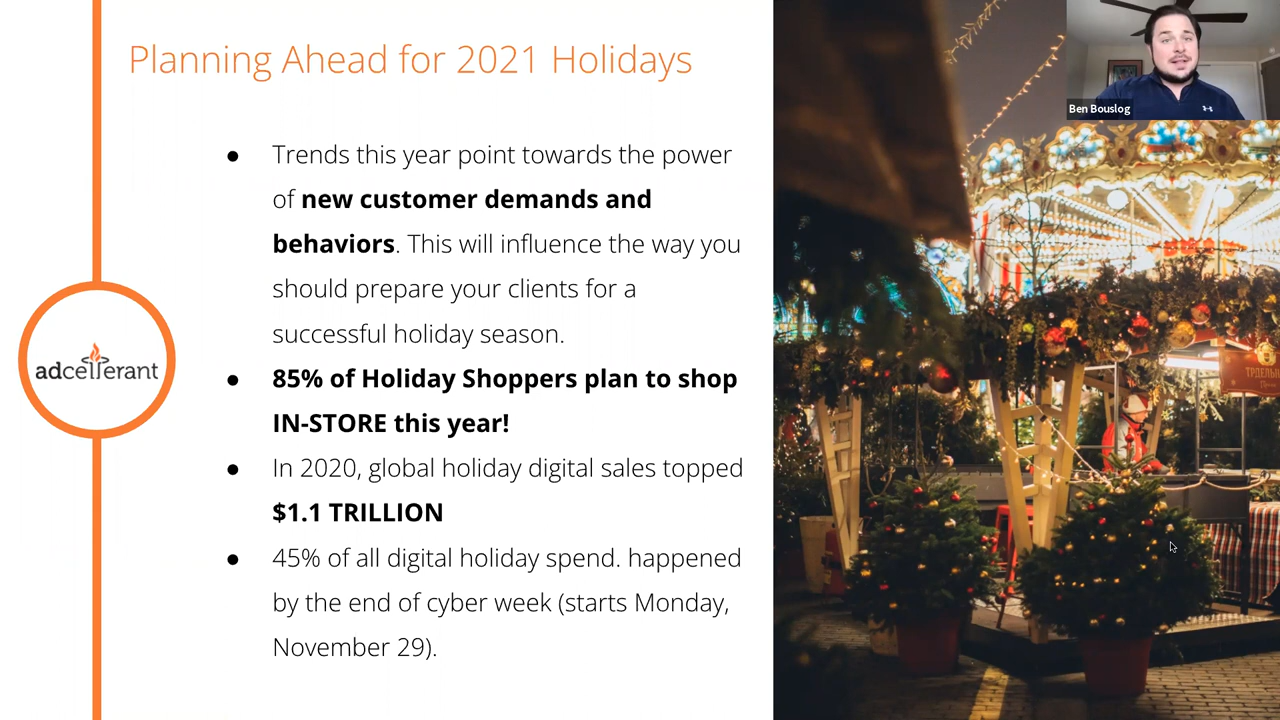 Planning Ahead for 2021 Holidays
Ben Bouslog
● Trends this year point towards the power
of new customer demands and
behaviors. This will influence the way you
should prepare your clients for a
successful holiday season.
● 85% of Holiday Shoppers plan to shop
IN-STORE this year!
● In 2020, global holiday digital sales topped
$1.1 TRILLION
● 45% of all digital holiday spend. happened
by the end of cyber week (starts Monday,
November 29).
adcellerant